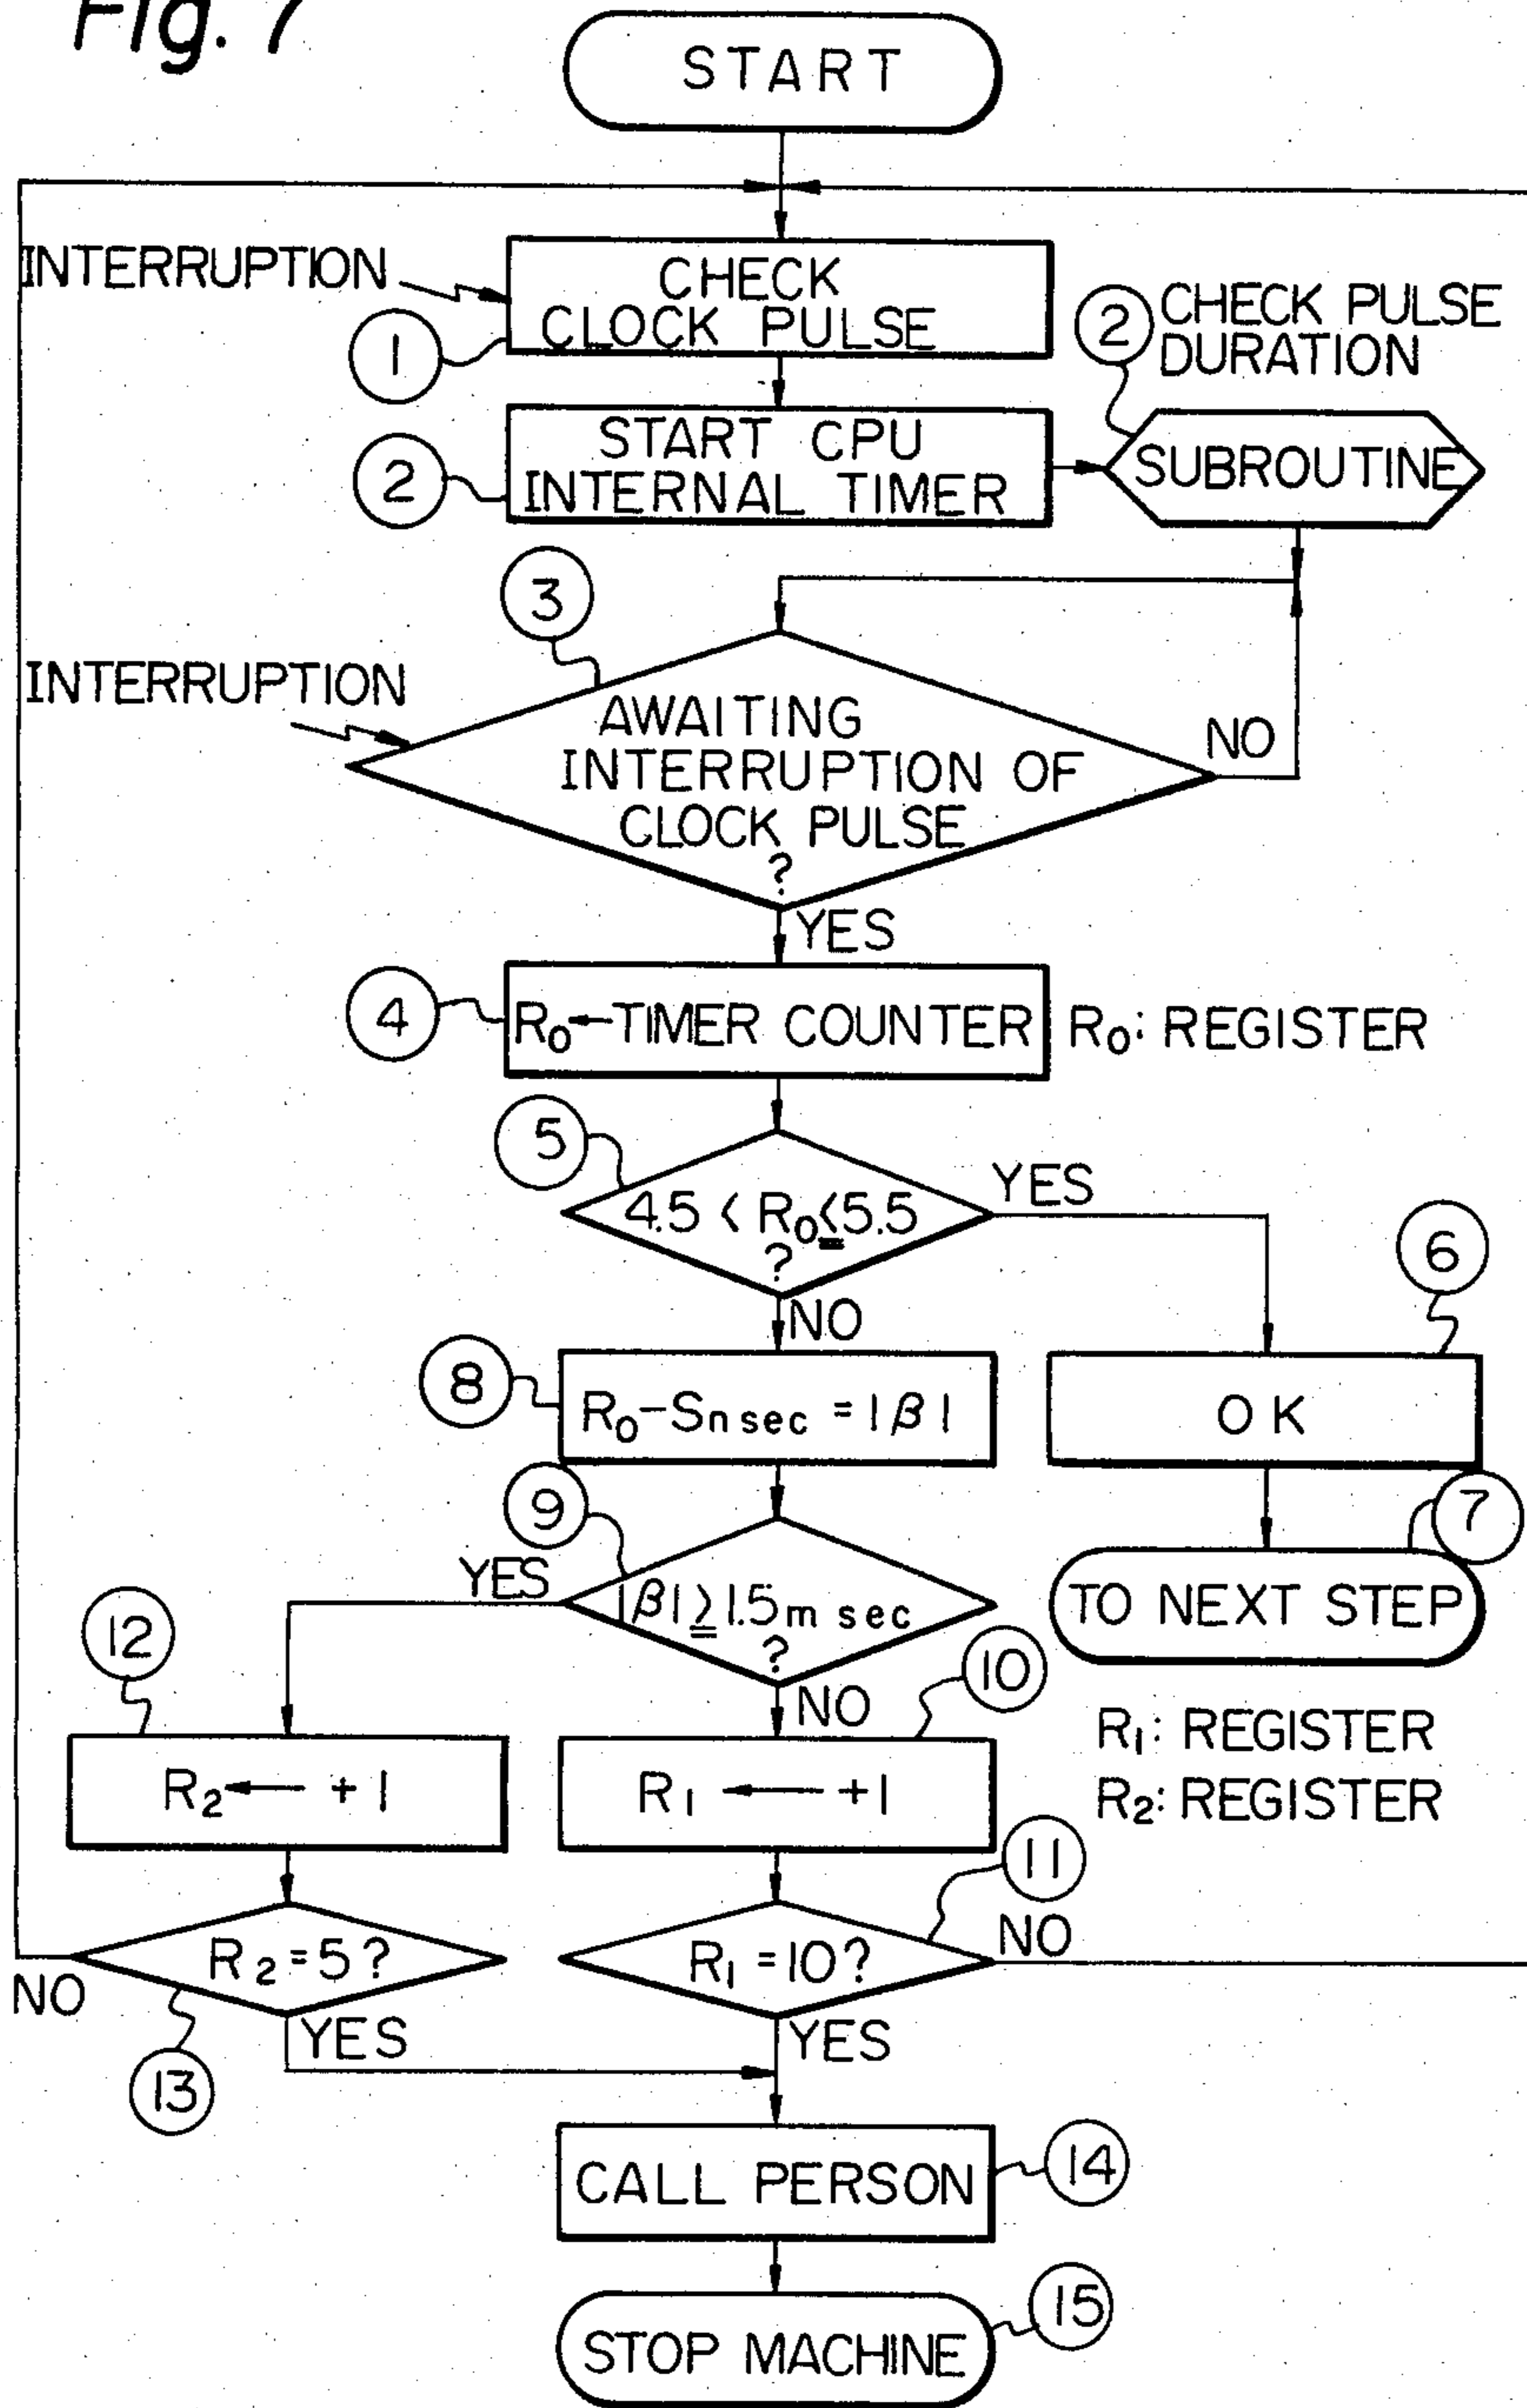 Fig. 7
START
INTERRUPTION
CHECK
CLOCK PULSE
1
2
CHECK PULSE
DURATION
START CPU
INTERNAL TIMER
2
SUBROUTINE
3
INTERRUPTION
AWAITING
INTERRUPTION OF
CLOCK PULSE
?
NO
YES
4
R₀←TIMER COUNTER
R₀: REGISTER
5
4.5 < R₀≦5.5
?
YES
6
NO
8
R₀-Sn sec = |β|
OK
9
7
YES
|β|≧1.5m sec
?
TO NEXT STEP
12
10
NO
R₁: REGISTER
R₂← +1
R₁ ← +1
R₂: REGISTER
11
R₂=5?
R₁=10?
NO
NO
YES
YES
13
CALL PERSON
14
STOP MACHINE
15